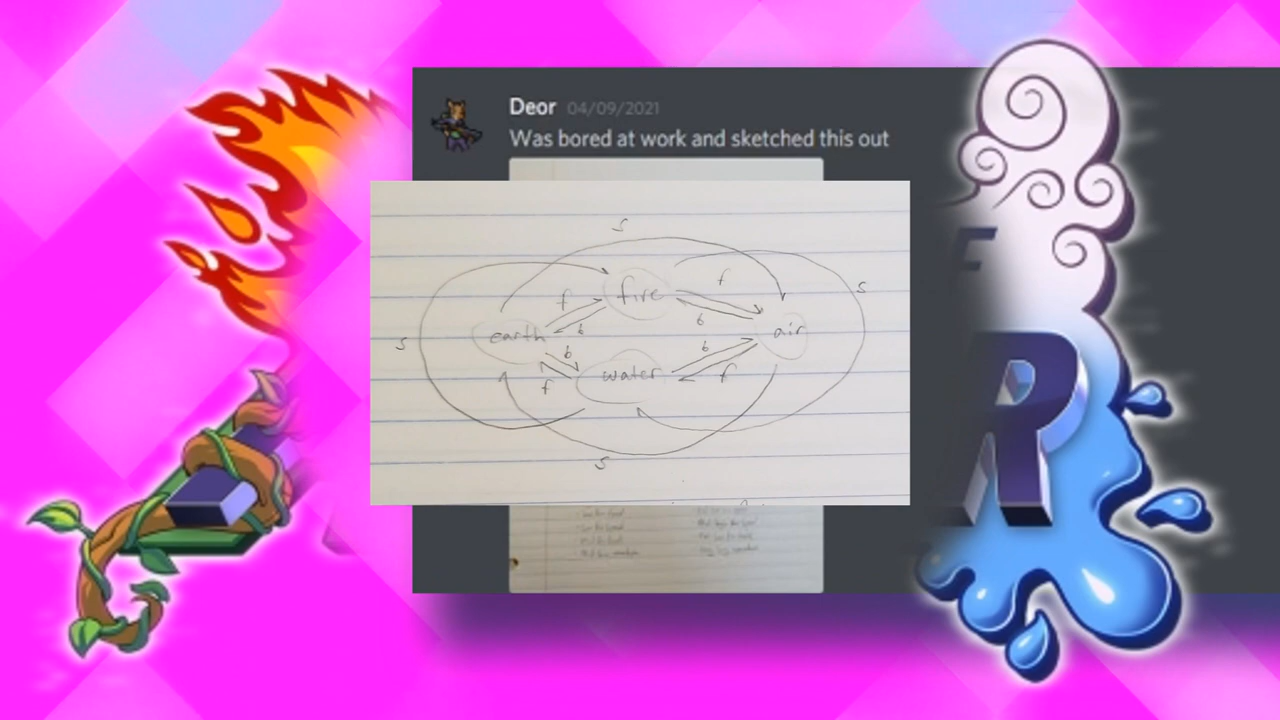 Deor 04/09/2021
Was bored at work and sketched this out
s
f fire f s
b b
earth air
s b b
f water f
s
R